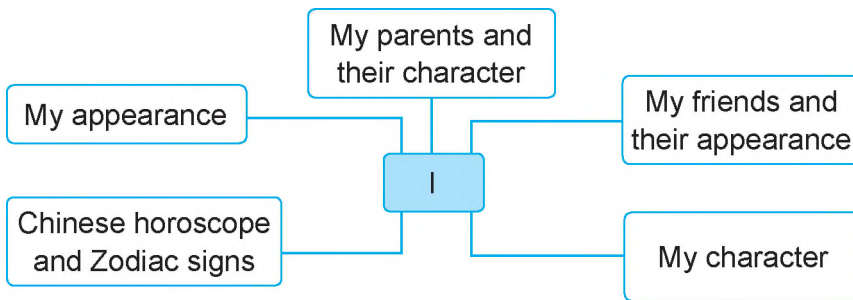 My parents and
their character
My appearance
My friends and
their appearance
I
Chinese horoscope
and Zodiac signs
My character